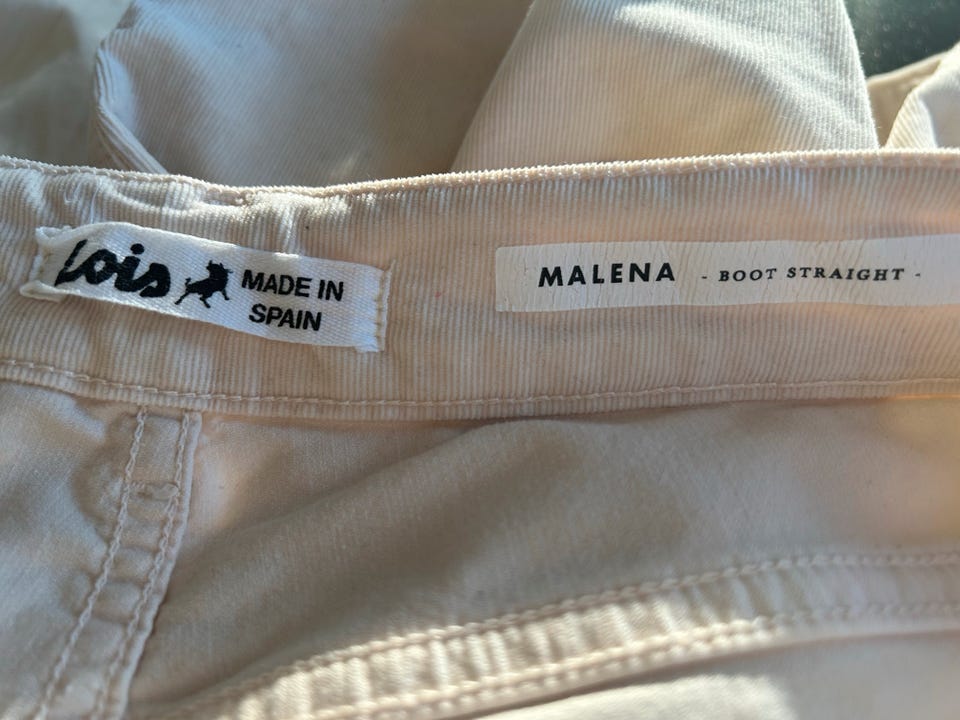 Lois MADE IN
SPAIN
MALENA - BOOT STRAIGHT -